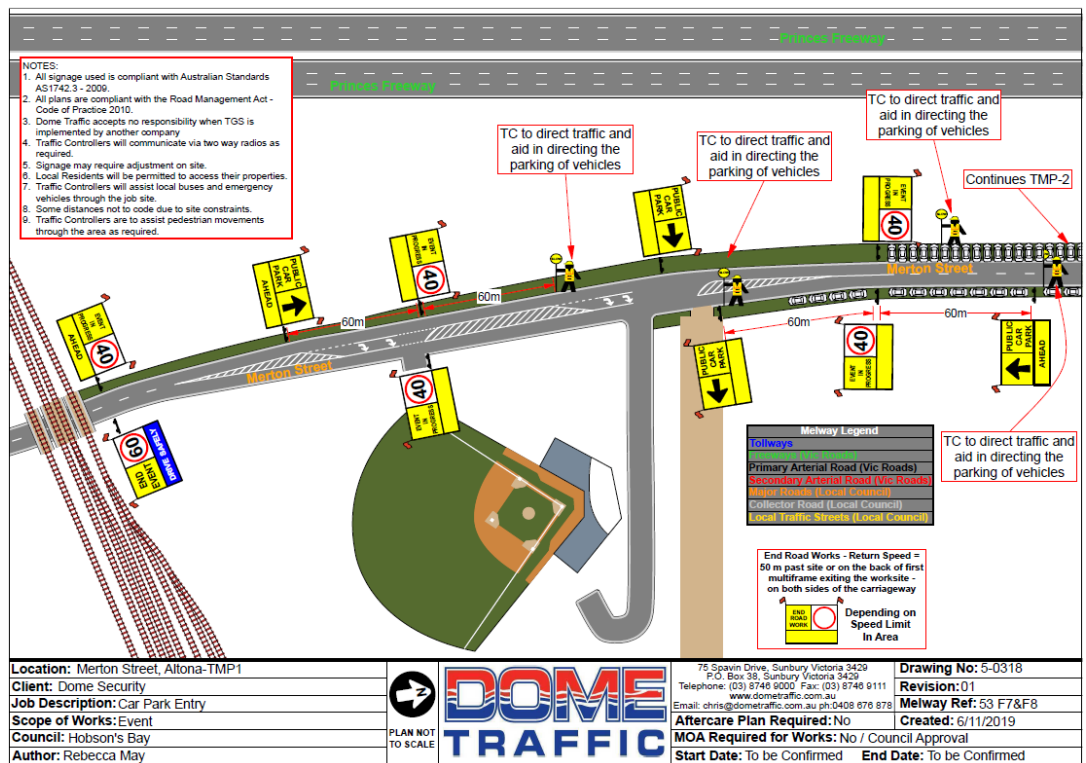 Princes Freeway
Princes Freeway
NOTES:
1. All signage used is compliant with Australian Standards
AS1742.3 - 2009.
2. All plans are compliant with the Road Management Act -
Code of Practice 2010.
3. Dome Traffic accepts no responsibility when TGS is
implemented by another company
4. Traffic Controllers will communicate via two way radios as
required.
5. Signage may require adjustment on site.
6. Local Residents will be permitted to access their properties.
7. Traffic Controllers will assist local buses and emergency
vehicles through the job site.
8. Some distances not to code due to site constraints.
9. Traffic Controllers are to assist pedestrian movements
through the area as required.
TC to direct traffic and
aid in directing the
parking of vehicles
TC to direct traffic and
aid in directing the
parking of vehicles
TC to direct traffic and
aid in directing the
parking of vehicles
Continues TMP-2
EVENT
IN
PROGRESS
40
AHEAD
PUBLIC
CAR
PARK
AHEAD
EVENT
IN
PROGRESS
40
PUBLIC
CAR
PARK
EVENT
IN
PROGRESS
40
Merton Street
60m
60m
60m
60m
Merton Street
END
EVENT
60
DRIVE SAFELY
EVENT
IN
PROGRESS
40
PUBLIC
CAR
PARK
40
EVENT
IN
PROGRESS
PUBLIC
CAR
PARK
AHEAD
TC to direct traffic and
aid in directing the
parking of vehicles
Melway Legend
Tollways
Freeways (Vic Roads)
Primary Arterial Road (Vic Roads)
Secondary Arterial Road (Vic Roads)
Major Roads (Local Council)
Collector Road (Local Council)
Local Traffic Streets (Local Council)
End Road Works - Return Speed =
50 m past site or on the back of first
multiframe exiting the worksite -
on both sides of the carriageway
END
ROAD
WORK
Depending on
Speed Limit
In Area
Location: Merton Street, Altona-TMP1
Client: Dome Security
Job Description: Car Park Entry
Scope of Works: Event
Council: Hobson's Bay
Author: Rebecca May
N
PLAN NOT
TO SCALE
DOME
TRAFFIC
75 Spavin Drive, Sunbury Victoria 3429
P.O. Box 38, Sunbury Victoria 3429
Telephone: (03) 8746 9000 Fax: (03) 8746 9111
www.dometraffic.com.au
Email: chris@dometraffic.com.au ph:0408 676 878
Aftercare Plan Required: No
MOA Required for Works: No / Council Approval
Start Date: To be Confirmed End Date: To be Confirmed
Drawing No: 5-0318
Revision: 01
Melway Ref: 53 F7&F8
Created: 6/11/2019